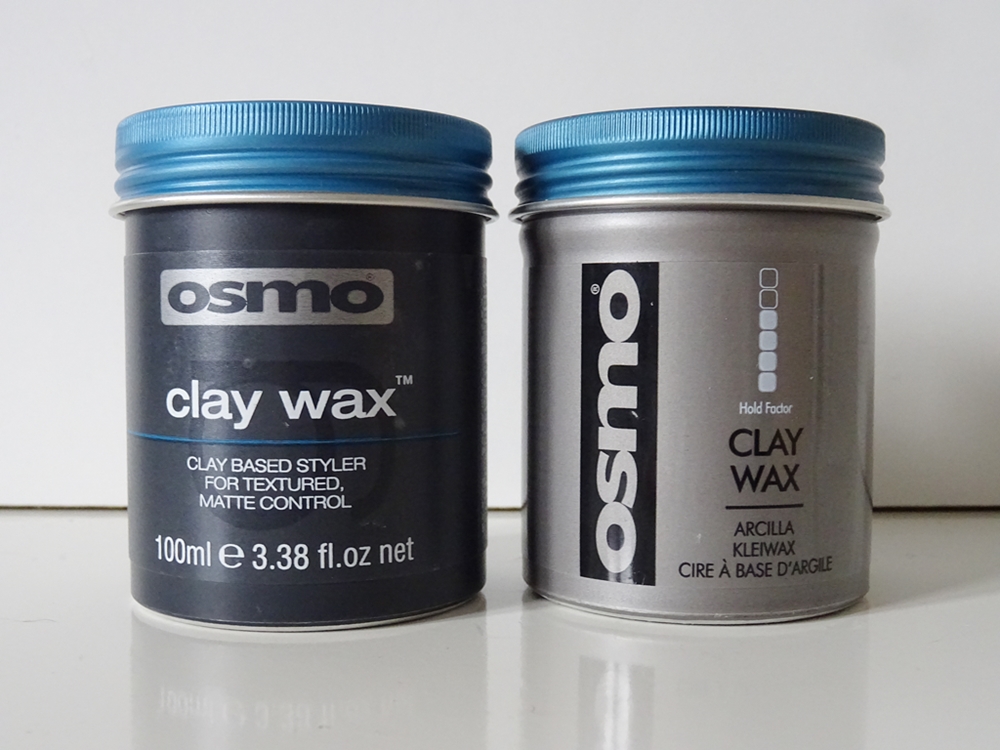 osmo®
clay wax™
CLAY BASED STYLER
FOR TEXTURED,
MATTE CONTROL
100ml ℮ 3.38 fl.oz net
osmo®
Hold Factor
CLAY
WAX
ARCILLA
KLEIWAX
CIRE À BASE D'ARGILE